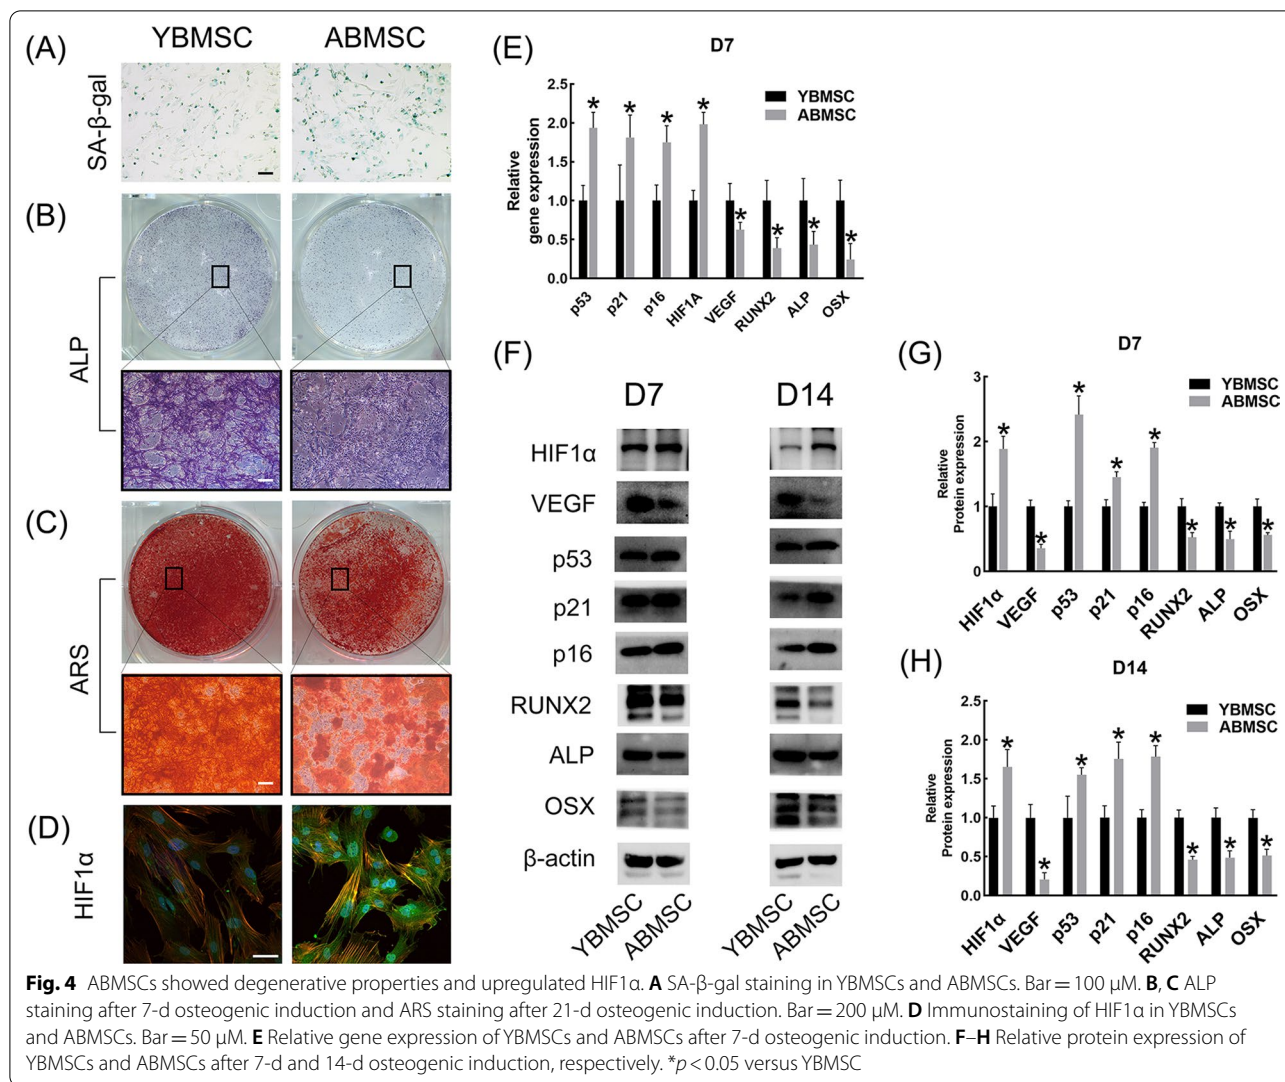 (A)
YBMSC
ABMSC
SA-β-gal
(B)
ALP
(C)
ARS
(D)
HIF1α
(E)
D7
YBMSC
ABMSC
Relative
gene expression
2.5
2.0
1.5
1.0
0.5
0.0
* * * * * * * *
p53 p21 p16 HIF1A VEGF RUNX2 ALP OSX
(F)
D7 D14
HIF1α
VEGF
p53
p21
p16
RUNX2
ALP
OSX
β-actin
YBMSC ABMSC YBMSC ABMSC
(G)
D7
YBMSC
ABMSC
Relative
Protein expression
3
2
1
0
* * * * * * * *
HIF1α VEGF p53 p21 p16 RUNX2 ALP OSX
(H)
D14
YBMSC
ABMSC
Relative
Protein expression
2.5
2.0
1.5
1.0
0.5
0.0
* * * * * * * *
HIF1α VEGF p53 p21 p16 RUNX2 ALP OSX
Fig. 4 ABMSCs showed degenerative properties and upregulated HIF1α. A SA-β-gal staining in YBMSCs and ABMSCs. Bar = 100 μM. B, C ALP
staining after 7-d osteogenic induction and ARS staining after 21-d osteogenic induction. Bar = 200 μM. D Immunostaining of HIF1α in YBMSCs
and ABMSCs. Bar = 50 μM. E Relative gene expression of YBMSCs and ABMSCs after 7-d osteogenic induction. F–H Relative protein expression of
YBMSCs and ABMSCs after 7-d and 14-d osteogenic induction, respectively. *p < 0.05 versus YBMSC